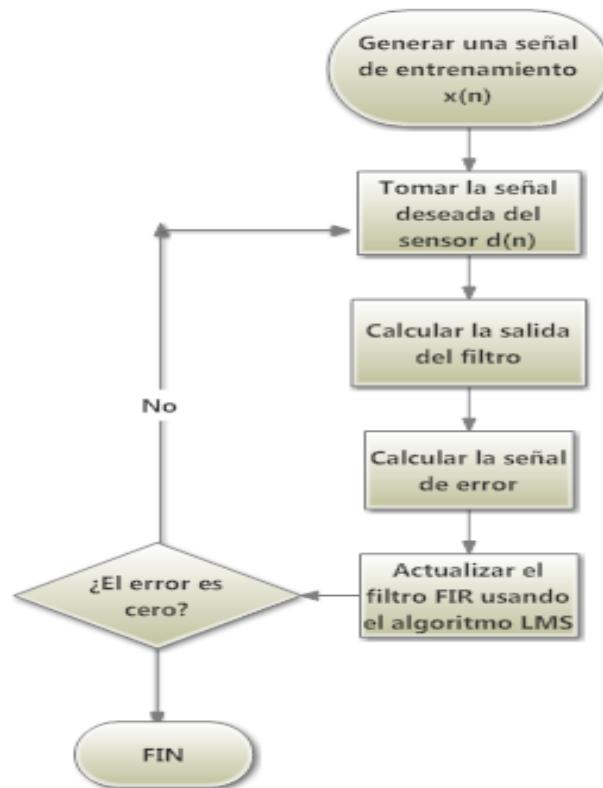 Generar una señal
de entrenamiento
x(n)
Tomar la señal
deseada del
sensor d(n)
Calcular la salida
del filtro
Calcular la señal
de error
Actualizar el
filtro FIR usando
el algoritmo LMS
¿El error es
cero?
No
FIN